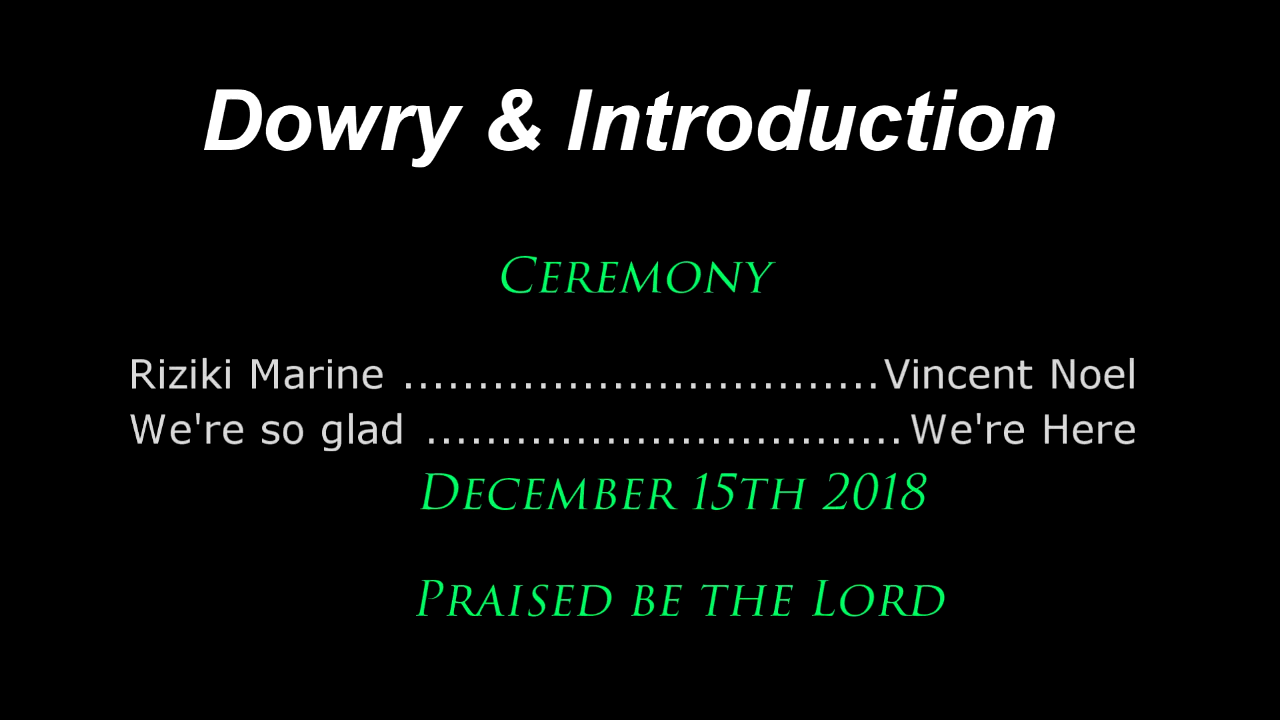 Dowry & Introduction
Ceremony
Riziki Marine ................................ Vincent Noel
We're so glad ................................ We're Here
December 15th 2018
Praised be the Lord